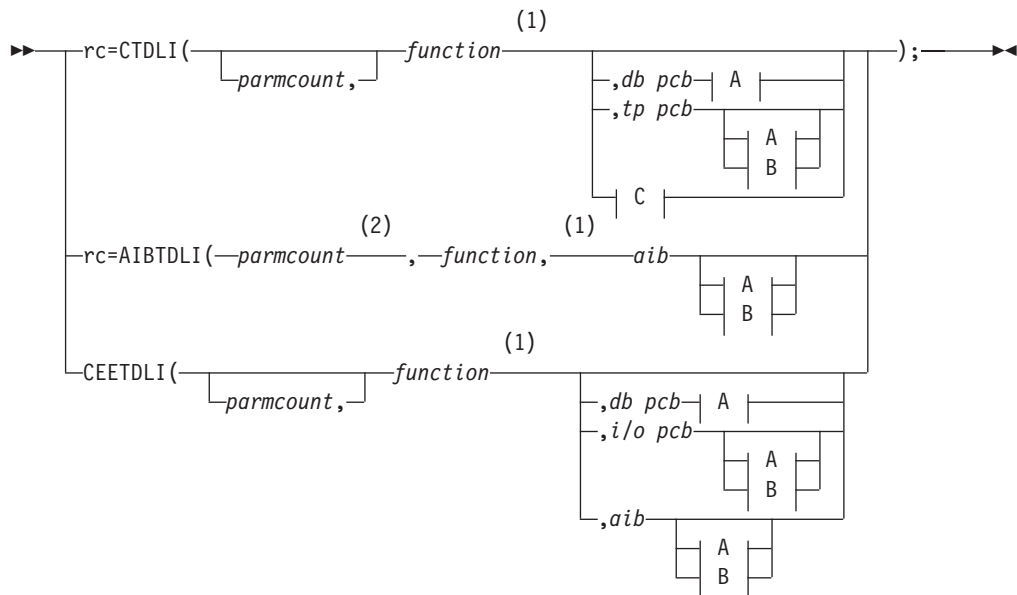 (1)
rc=CTDLI( parmcount, function );
,db pcb A
,tp pcb
A
B
C
(2) (1)
rc=AIBTDLI( parmcount , function, aib
A
B
(1)
CEETDLI( parmcount, function
,db pcb A
,i/o pcb
A
B
,aib
A
B